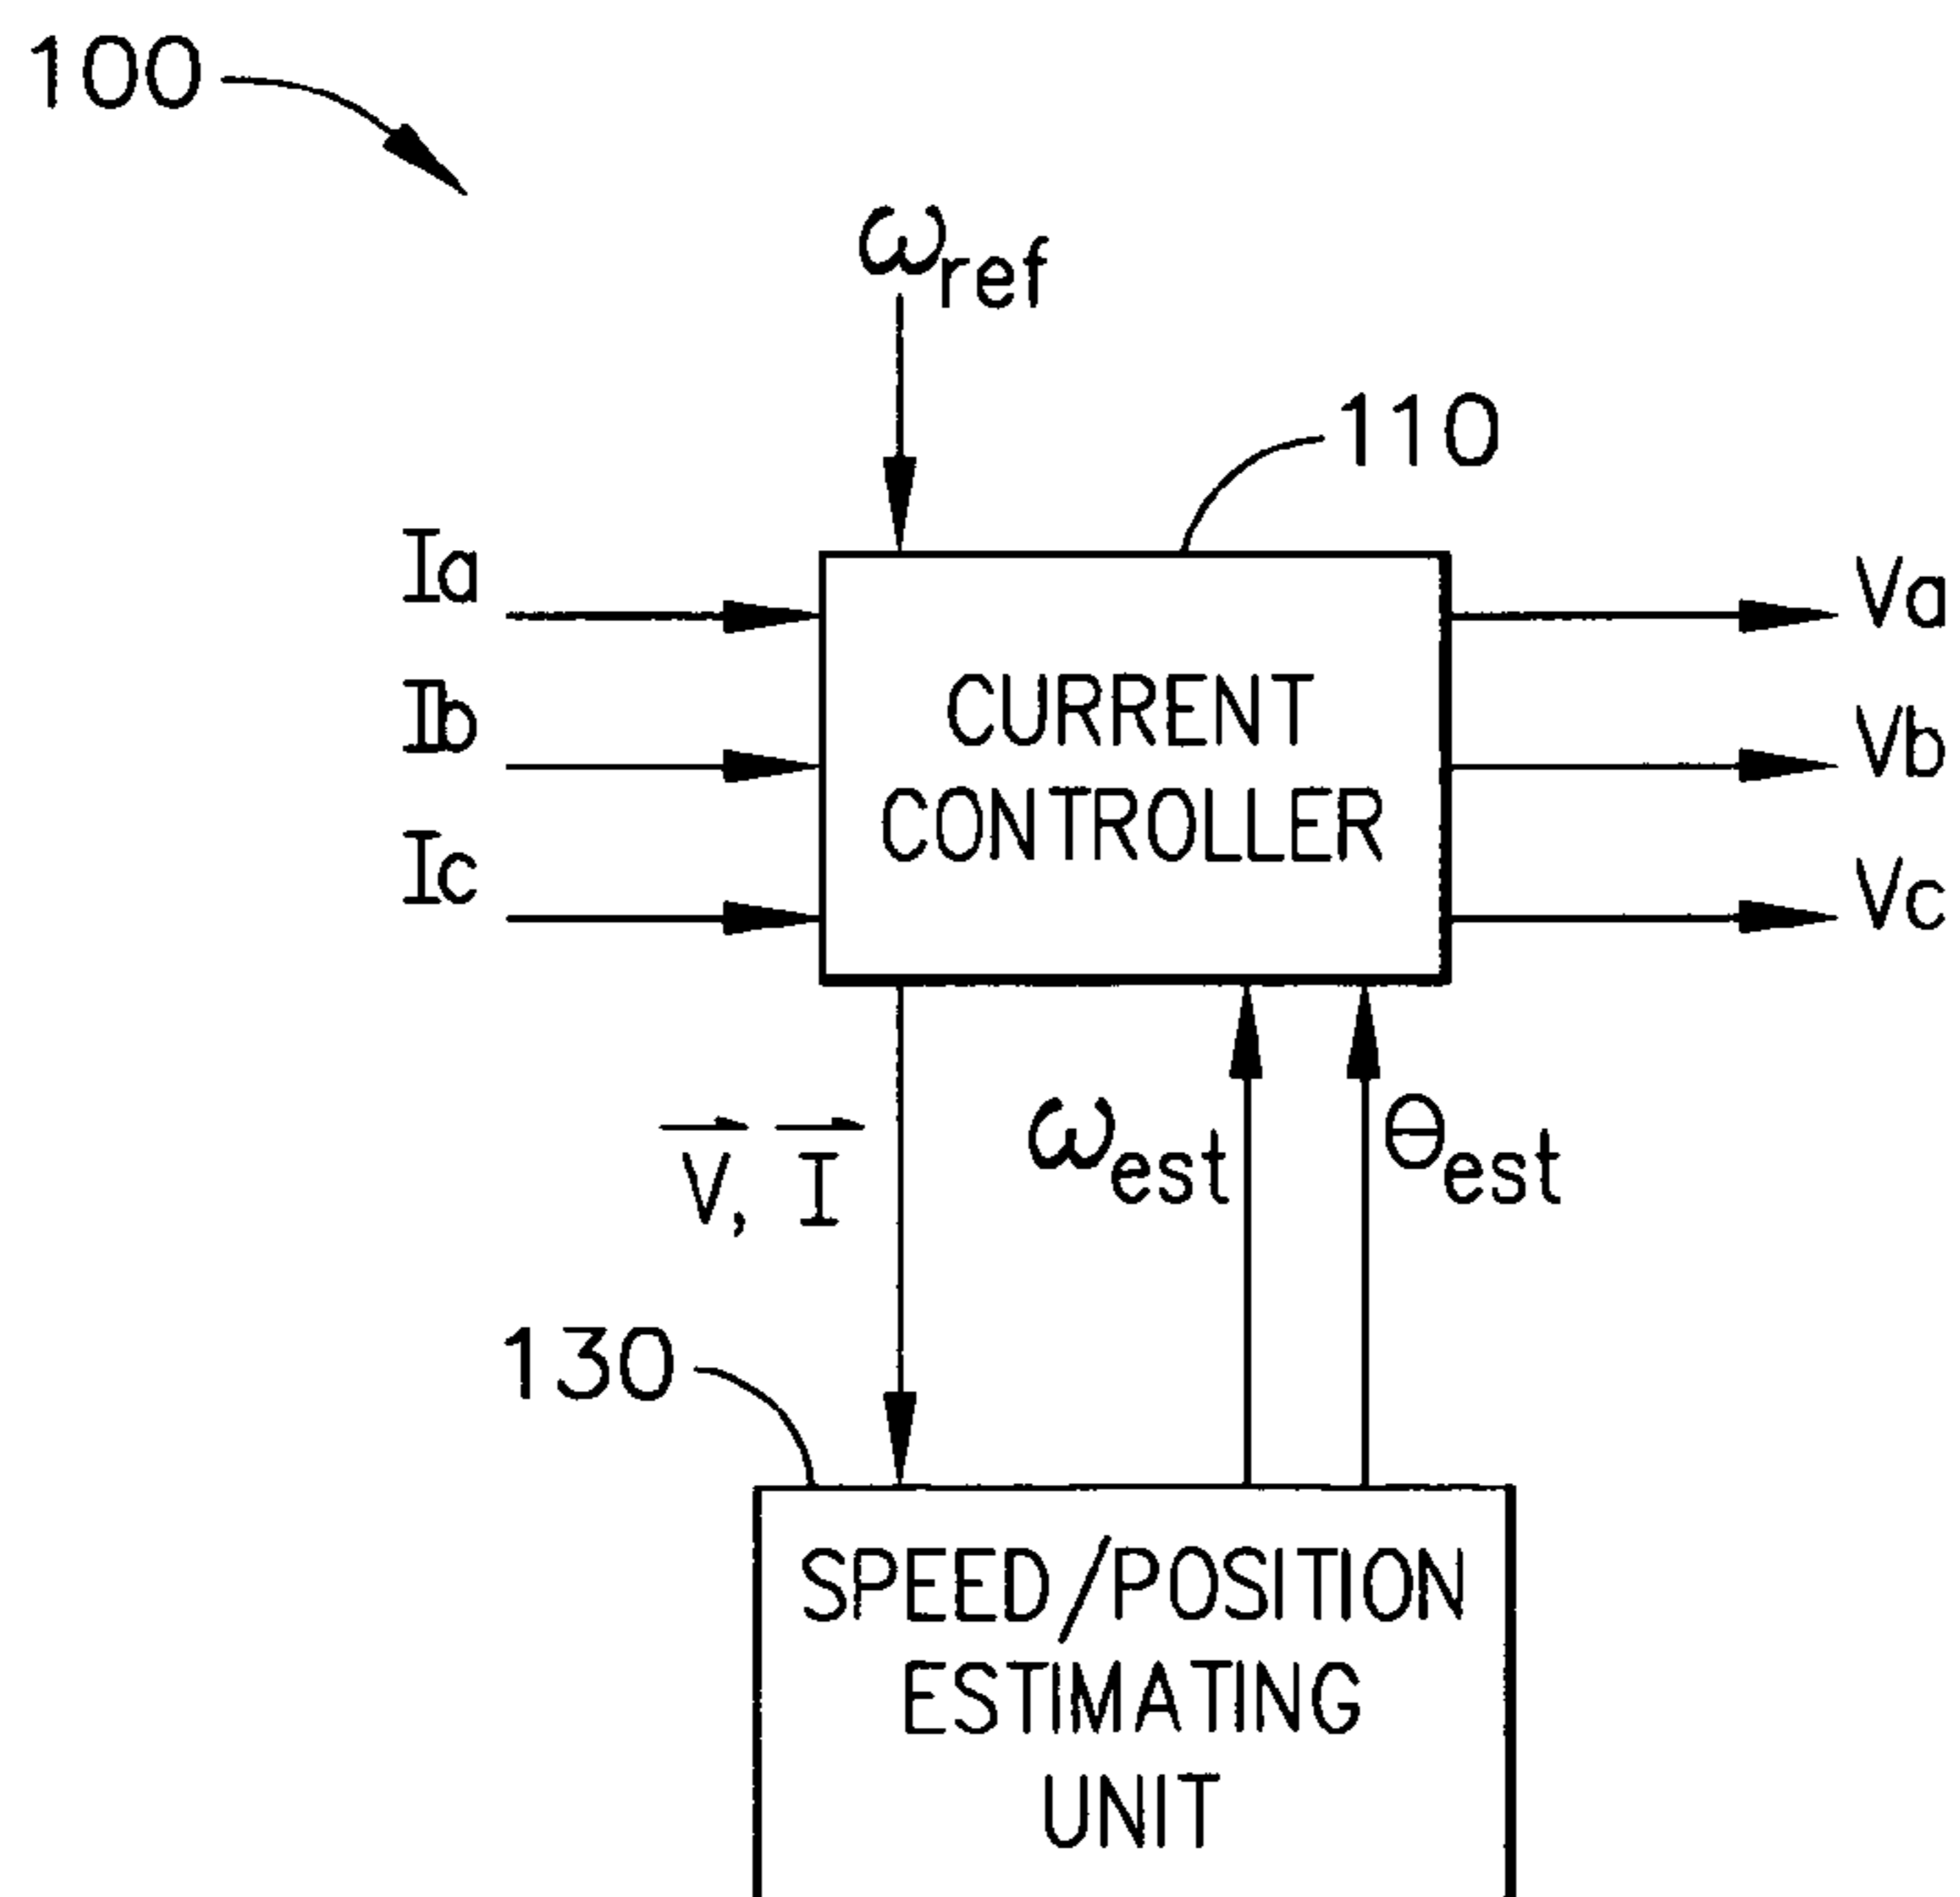 100
ωref
110
Ia
Va
CURRENT
Ib
Vb
CONTROLLER
Ic
Vc
V, I
ωest
θest
130
SPEED/POSITION
ESTIMATING
UNIT